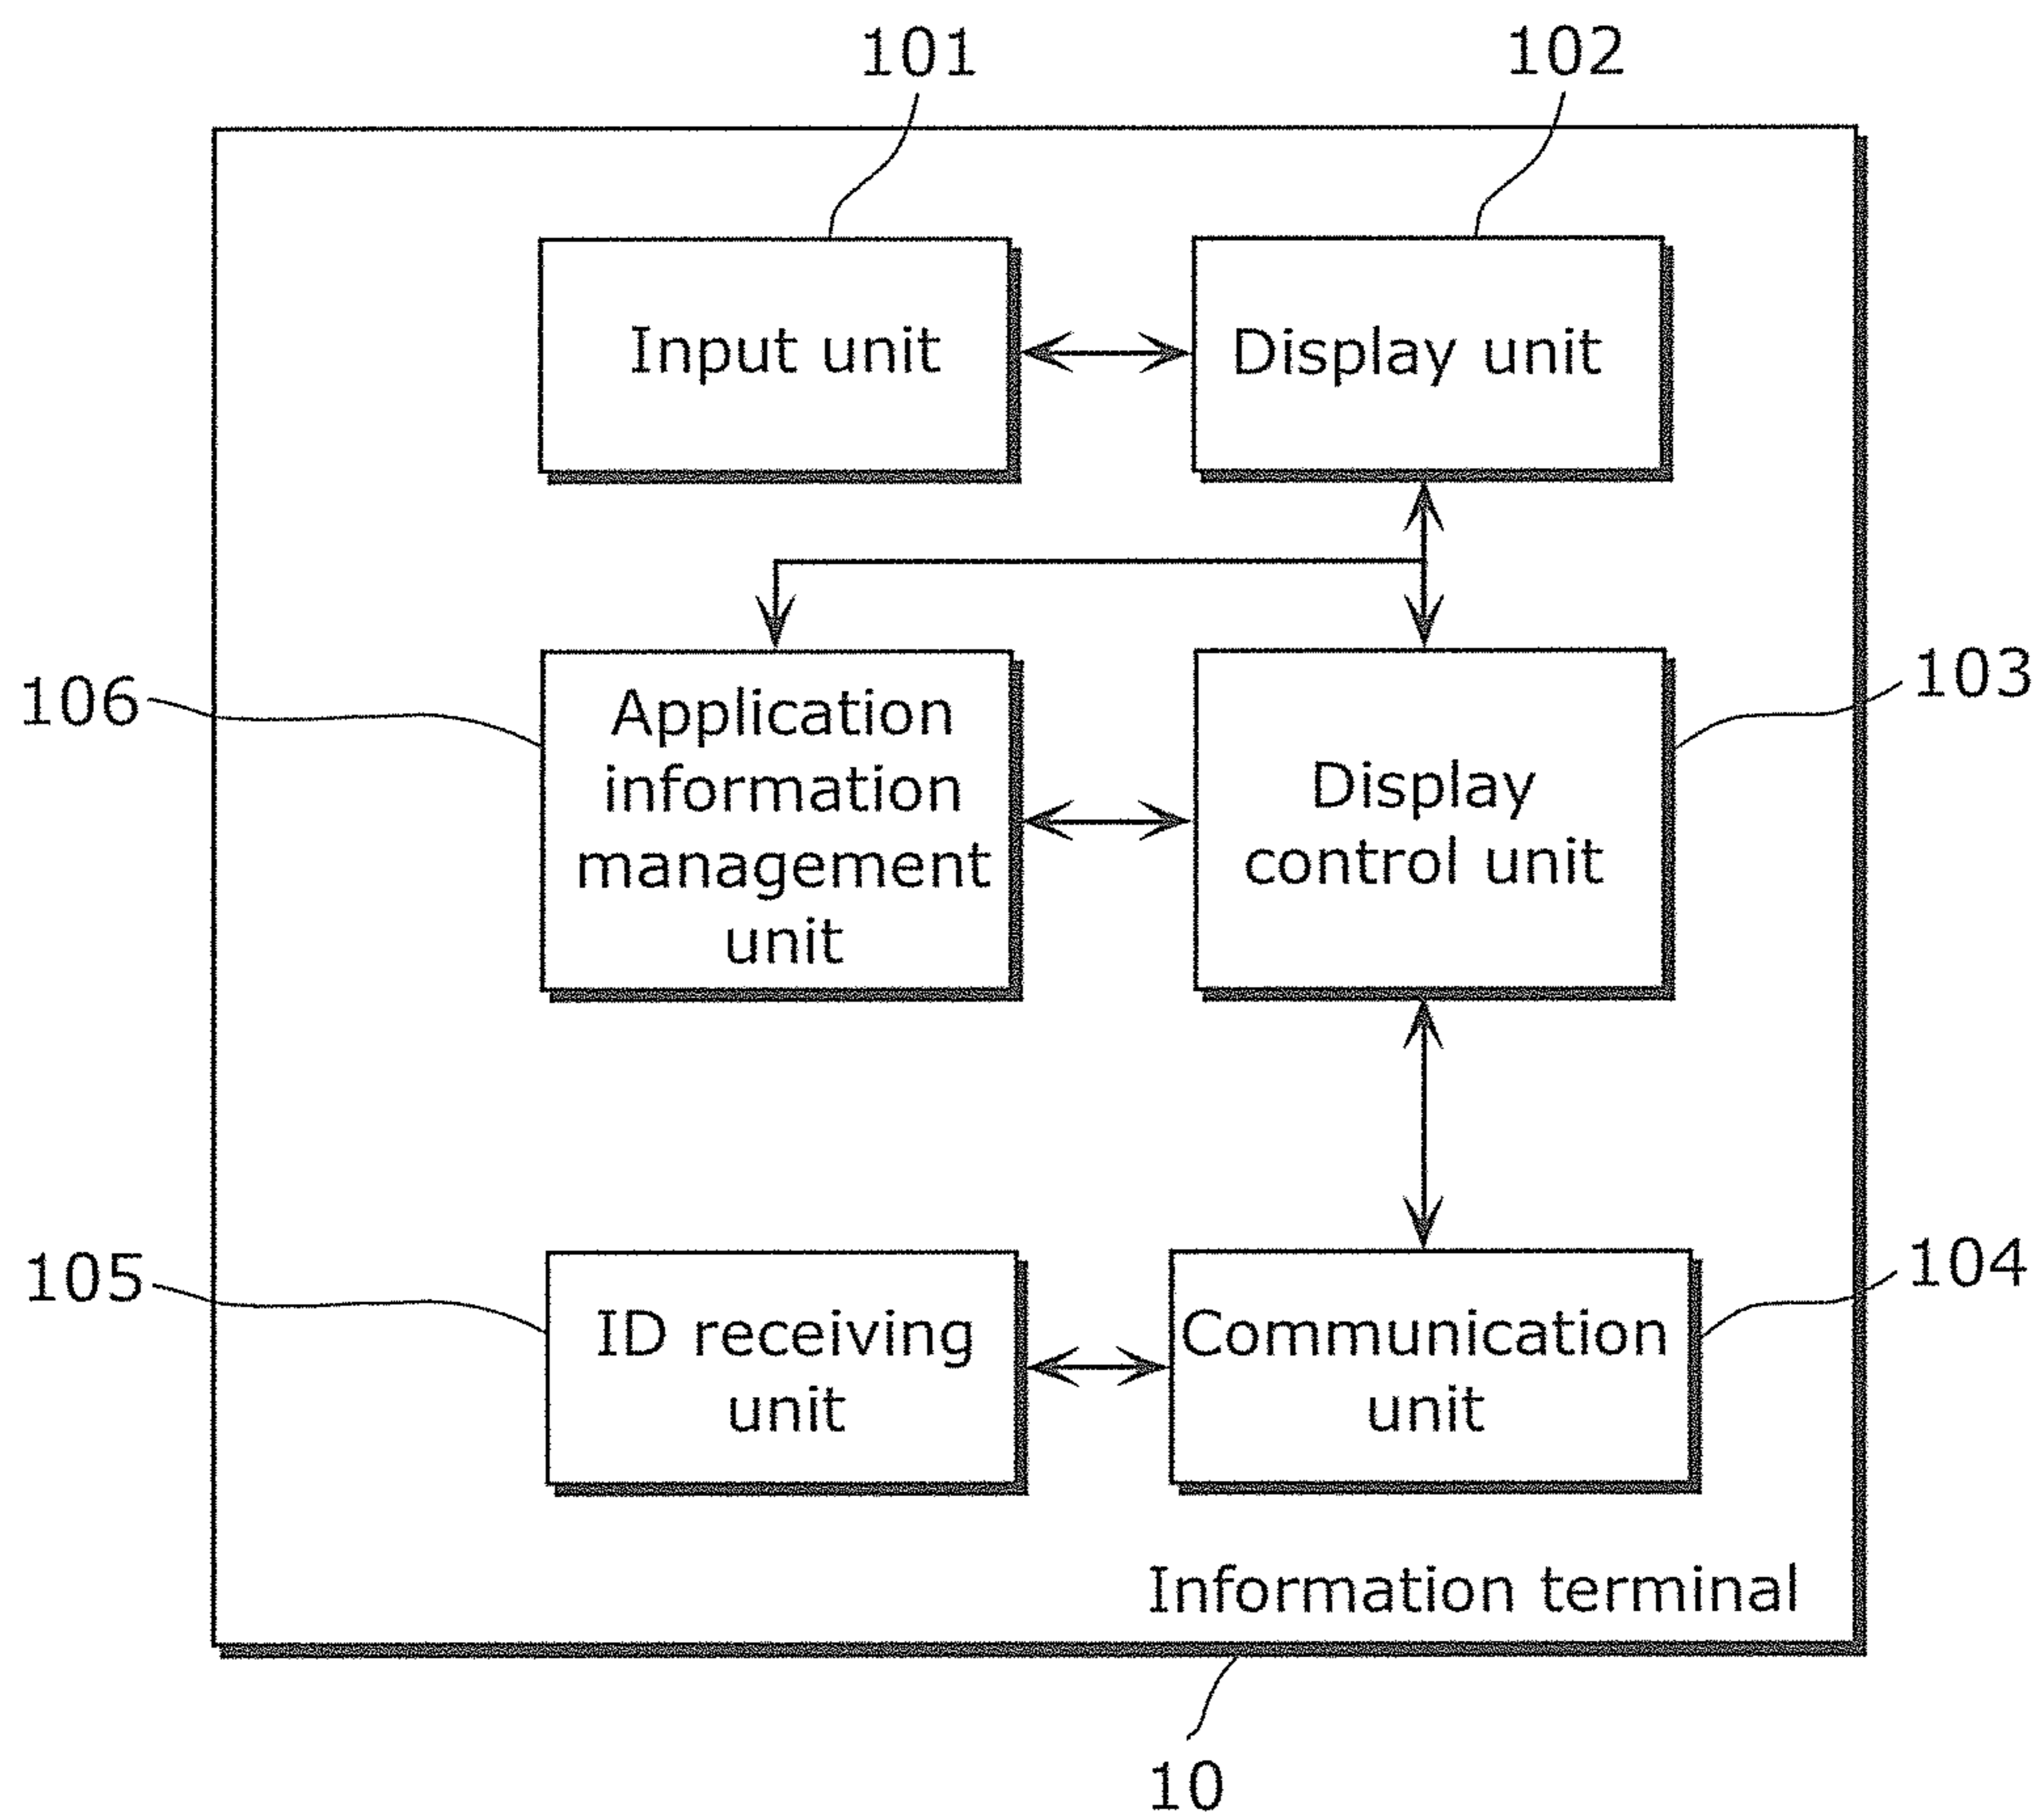 101
102
Input unit
Display unit
106
Application
information
management
unit
Display
control unit
103
105
ID receiving
unit
Communication
unit
104
Information terminal
10